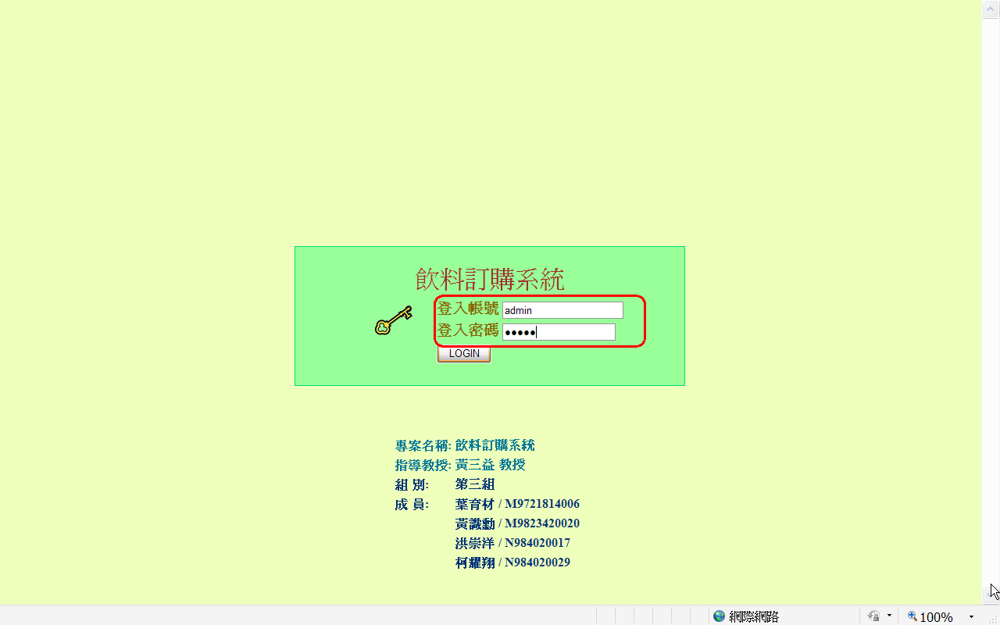 飲料訂購系統
登入帳號 admin
登入密碼 •••••
LOGIN
專案名稱: 飲料訂購系統
指導教授: 黃三益 教授
組 別: 第三組
成 員: 葉育材 / M9721814006
黃識勳 / M9823420020
洪崇洋 / N984020017
柯耀翔 / N984020029
網際網路
100%